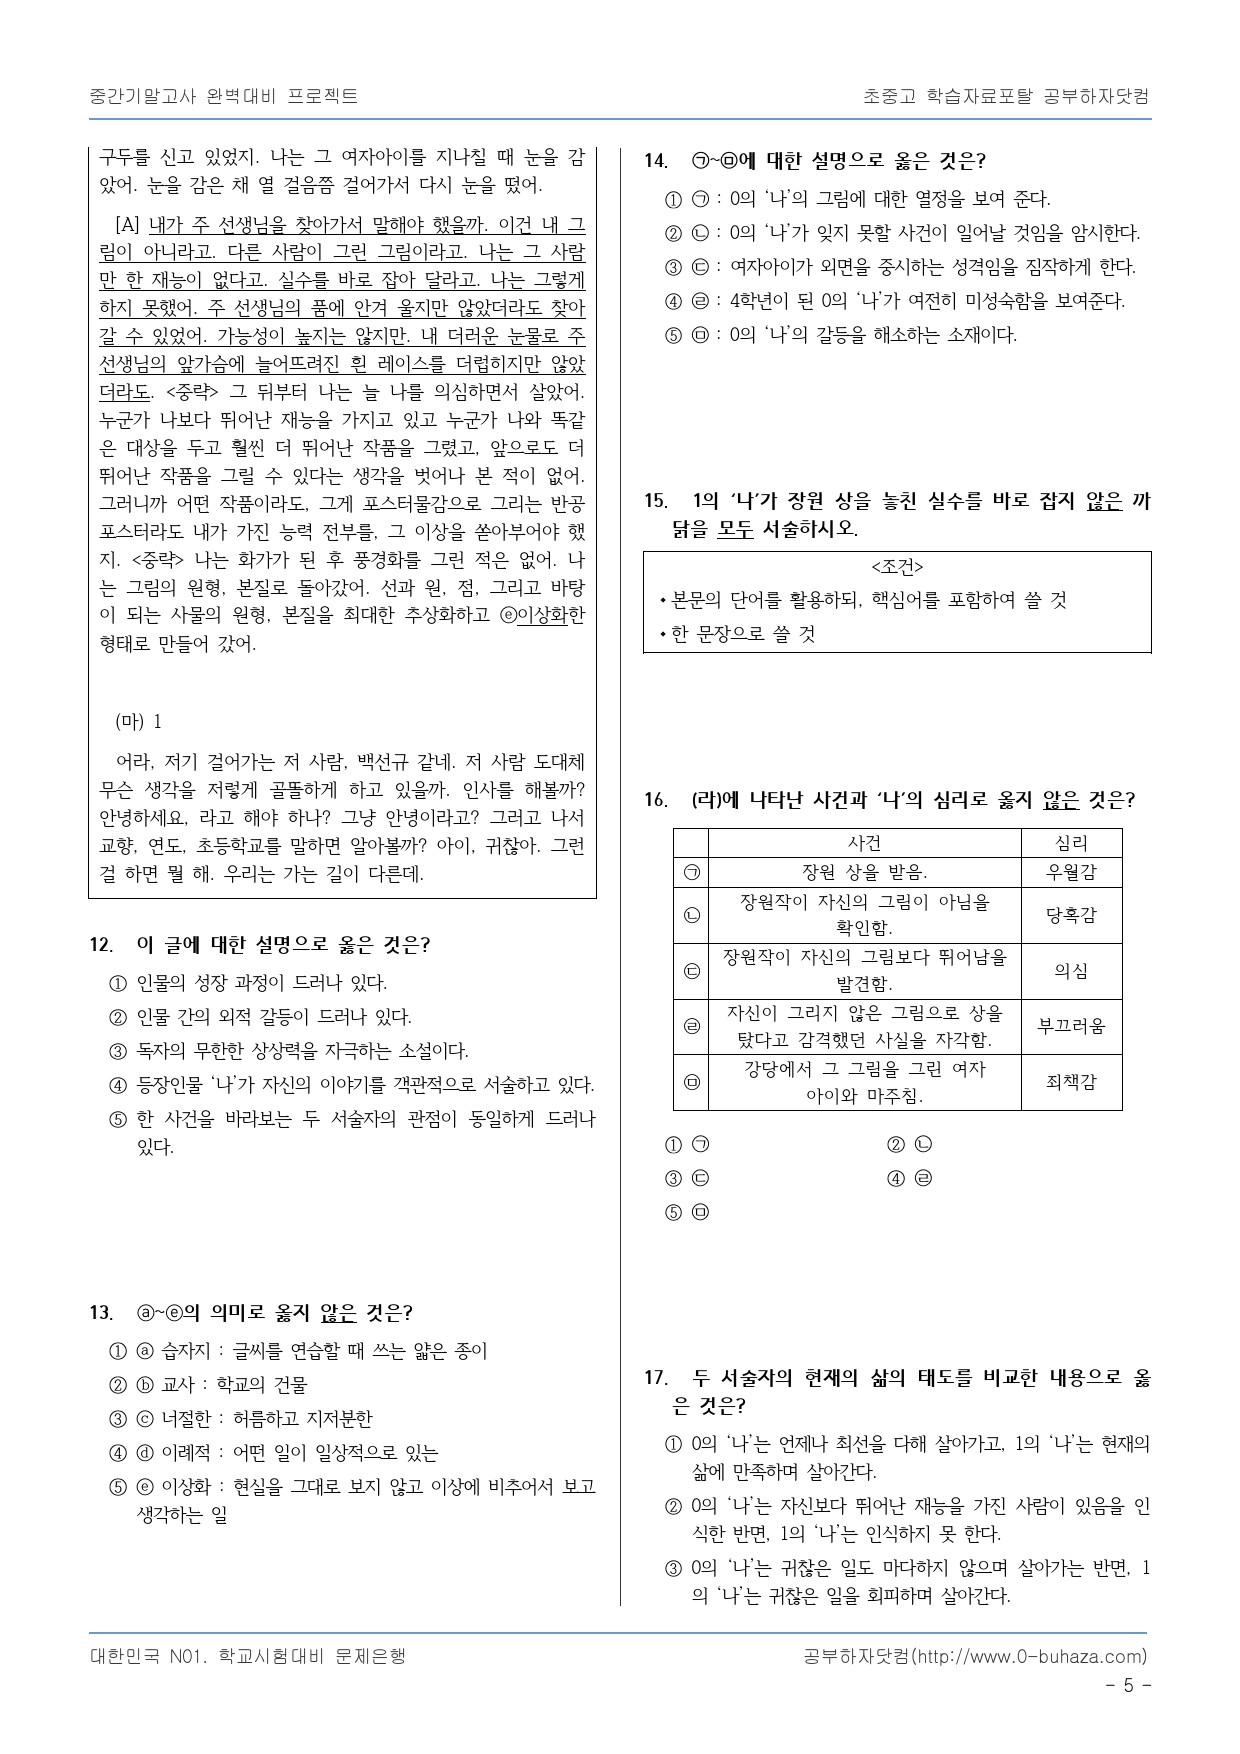 중간기말고사 완벽대비 프로젝트
초중고 학습자료포탈 공부하자닷컴
구두를 신고 있었지. 나는 그 여자아이를 지나칠 때 눈을 감
았어. 눈을 감은 채 열 걸음쯤 걸어가서 다시 눈을 떴어.
[A] 내가 주 선생님을 찾아가서 말해야 했을까. 이건 내 그
림이 아니라고. 다른 사람이 그린 그림이라고. 나는 그 사람
만 한 재능이 없다고. 실수를 바로 잡아 달라고. 나는 그렇게
하지 못했어. 주 선생님의 품에 안겨 울지만 않았더라도 찾아
갈 수 있었어. 가능성이 높지는 않지만. 내 더러운 눈물로 주
선생님의 앞가슴에 늘어뜨려진 흰 레이스를 더럽히지만 않았
더라도. <중략> 그 뒤부터 나는 늘 나를 의심하면서 살았어.
누군가 나보다 뛰어난 재능을 가지고 있고 누군가 나와 똑같
은 대상을 두고 훨씬 더 뛰어난 작품을 그렸고, 앞으로도 더
뛰어난 작품을 그릴 수 있다는 생각을 벗어나 본 적이 없어.
그러니까 어떤 작품이라도, 그게 포스터물감으로 그리는 반공
포스터라도 내가 가진 능력 전부를, 그 이상을 쏟아부어야 했
지. <중략> 나는 화가가 된 후 풍경화를 그린 적은 없어. 나
는 그림의 원형, 본질로 돌아갔어. 선과 원, 점, 그리고 바탕
이 되는 사물의 원형, 본질을 최대한 추상화하고 ⓔ이상화한
형태로 만들어 갔어.
(마) 1
어라, 저기 걸어가는 저 사람, 백선규 같네. 저 사람 도대체
무슨 생각을 저렇게 골똘하게 하고 있을까. 인사를 해볼까?
안녕하세요, 라고 해야 하나? 그냥 안녕이라고? 그러고 나서
교향, 연도, 초등학교를 말하면 알아볼까? 아이, 귀찮아. 그런
걸 하면 뭘 해. 우리는 가는 길이 다른데.
12. 이 글에 대한 설명으로 옳은 것은?
① 인물의 성장 과정이 드러나 있다.
② 인물 간의 외적 갈등이 드러나 있다.
③ 독자의 무한한 상상력을 자극하는 소설이다.
④ 등장인물 ‘나’가 자신의 이야기를 객관적으로 서술하고 있다.
⑤ 한 사건을 바라보는 두 서술자의 관점이 동일하게 드러나
있다.
13. ⓐ~ⓔ의 의미로 옳지 않은 것은?
① ⓐ 습자지 : 글씨를 연습할 때 쓰는 얇은 종이
② ⓑ 교사 : 학교의 건물
③ ⓒ 너절한 : 허름하고 지저분한
④ ⓓ 이례적 : 어떤 일이 일상적으로 있는
⑤ ⓔ 이상화 : 현실을 그대로 보지 않고 이상에 비추어서 보고
생각하는 일
14. ㉠~㉤에 대한 설명으로 옳은 것은?
① ㉠ : 0의 ‘나’의 그림에 대한 열정을 보여 준다.
② ㉡ : 0의 ‘나’가 잊지 못할 사건이 일어날 것임을 암시한다.
③ ㉢ : 여자아이가 외면을 중시하는 성격임을 짐작하게 한다.
④ ㉣ : 4학년이 된 0의 ‘나’가 여전히 미성숙함을 보여준다.
⑤ ㉤ : 0의 ‘나’의 갈등을 해소하는 소재이다.
15. 1의 ‘나’가 장원 상을 놓친 실수를 바로 잡지 않은 까
닭을 모두 서술하시오.
<조건>
• 본문의 단어를 활용하되, 핵심어를 포함하여 쓸 것
• 한 문장으로 쓸 것
16. (라)에 나타난 사건과 ‘나’의 심리로 옳지 않은 것은?
사건 심리
㉠ 장원 상을 받음. 우월감
㉡ 장원작이 자신의 그림이 아님을
확인함. 당혹감
㉢ 장원작이 자신의 그림보다 뛰어남을
발견함. 의심
㉣ 자신이 그리지 않은 그림으로 상을
탔다고 감격했던 사실을 자각함. 부끄러움
㉤ 강당에서 그 그림을 그린 여자
아이와 마주침. 죄책감
① ㉠ ② ㉡
③ ㉢ ④ ㉣
⑤ ㉤
17. 두 서술자의 현재의 삶의 태도를 비교한 내용으로 옳
은 것은?
① 0의 ‘나’는 언제나 최선을 다해 살아가고, 1의 ‘나’는 현재의
삶에 만족하며 살아간다.
② 0의 ‘나’는 자신보다 뛰어난 재능을 가진 사람이 있음을 인
식한 반면, 1의 ‘나’는 인식하지 못 한다.
③ 0의 ‘나’는 귀찮은 일도 마다하지 않으며 살아가는 반면, 1
의 ‘나’는 귀찮은 일을 회피하며 살아간다.
대한민국 N01. 학교시험대비 문제은행
공부하자닷컴(http://www.0-buhaza.com)
- 5 -